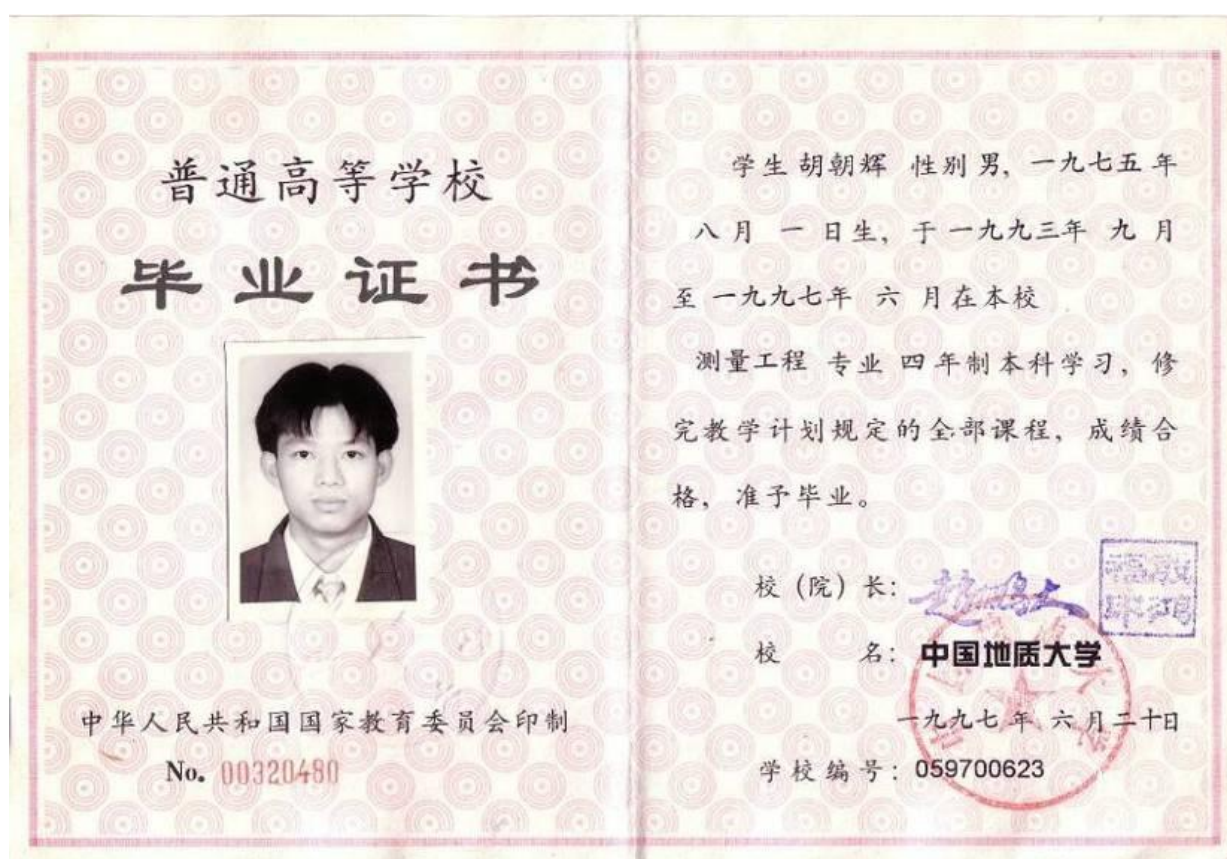 普通高等学校
毕业证书
中华人民共和国国家教育委员会印制
No. 00320480
学生 胡朝辉 性别 男, 一九七五 年
八 月 一 日生, 于 一九九三年 九 月
至 一九九七年 六 月在本校
测量工程 专业 四 年制本科学习, 修
完教学计划规定的全部课程, 成绩合
格, 准予毕业。
校 (院) 长: 赵鹏大
校 名: 中国地质大学
一九九七 年 六 月二十日
学校编号: 059700623